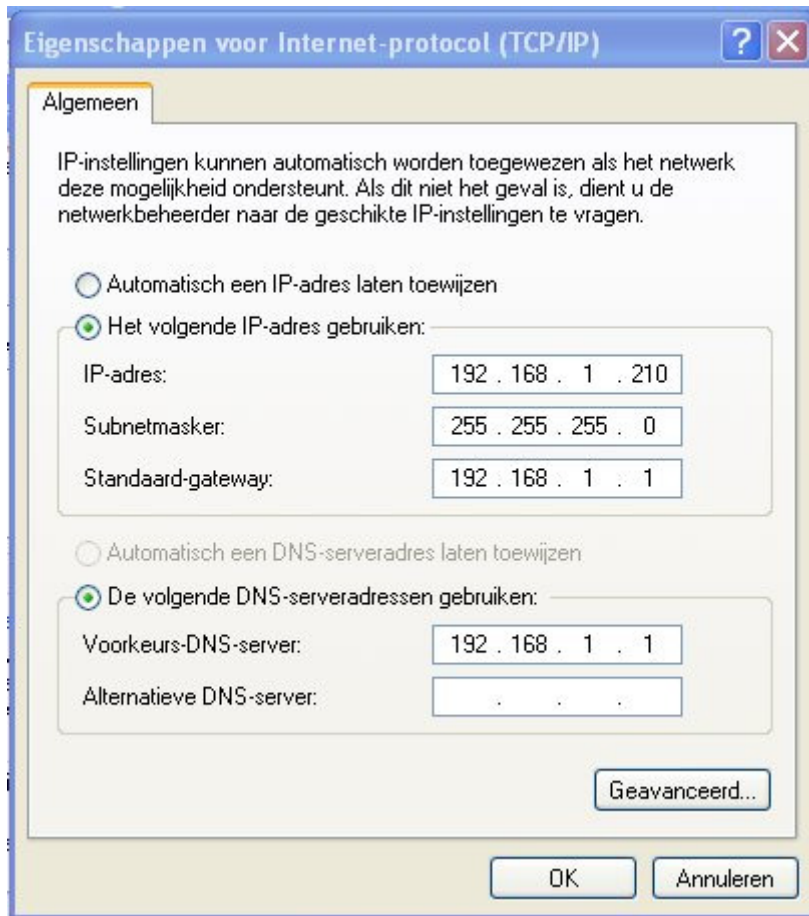 Eigenschappen voor Internet-protocol (TCP/IP)
Algemeen
IP-instellingen kunnen automatisch worden toegewezen als het netwerk
deze mogelijkheid ondersteunt. Als dit niet het geval is, dient u de
netwerkbeheerder naar de geschikte IP-instellingen te vragen.
Automatisch een IP-adres laten toewijzen
Het volgende IP-adres gebruiken:
IP-adres: 192 . 168 . 1 . 210
Subnetmasker: 255 . 255 . 255 . 0
Standaard-gateway: 192 . 168 . 1 . 1
Automatisch een DNS-serveradres laten toewijzen
De volgende DNS-serveradressen gebruiken:
Voorkeurs-DNS-server: 192 . 168 . 1 . 1
Alternatieve DNS-server: . . .
Geavanceerd...
OK Annuleren